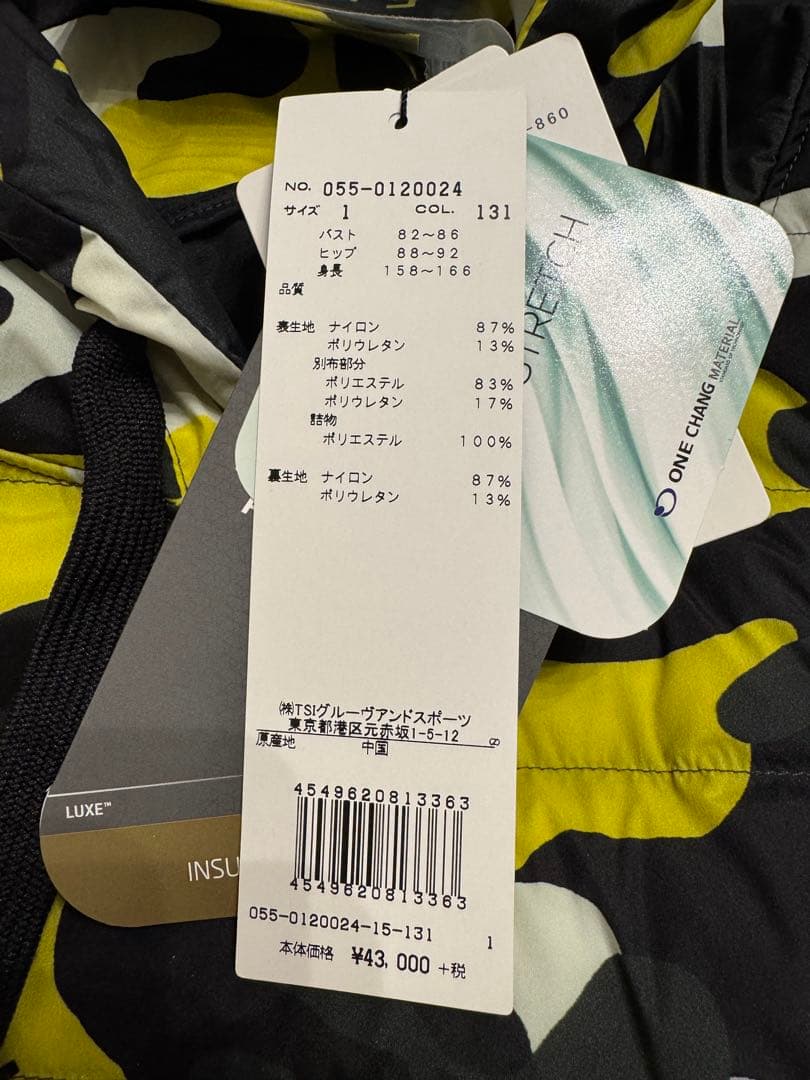 -860
NO. 055-0120024
サイズ 1 COL. 131
バスト 82~86
ヒップ 88~92
身長 158~166
品質
表生地 ナイロン 87%
ポリウレタン 13%
別布部分
ポリエステル 83%
ポリウレタン 17%
詰物
ポリエステル 100%
裏生地 ナイロン 87%
ポリウレタン 13%
㈱TSIグルーヴアンドスポーツ
東京都港区元赤坂1-5-12
原産地 中国
4549620813363
4549620813363
055-0120024-15-131 1
本体価格 ¥43,000 +税
STRETCH
ONE CHANG MATERIAL
LUXE™
INSU